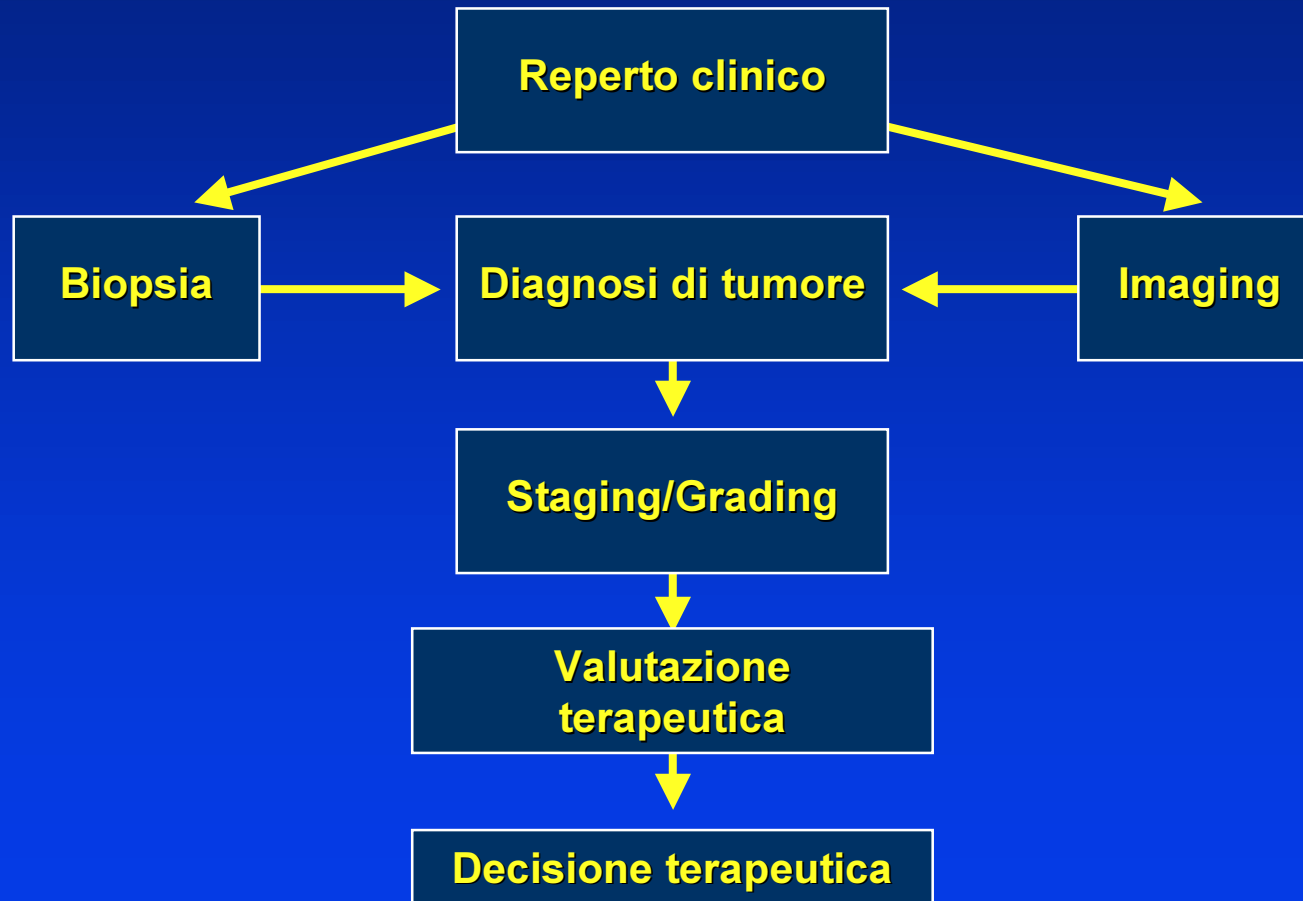 Reperto clinico
Biopsia
Diagnosi di tumore
Imaging
Staging/Grading
Valutazione
terapeutica
Decisione terapeutica